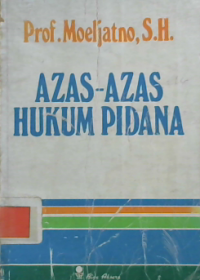 Prof. Moeljatno, S.H.
AZAS-AZAS
HUKUM PIDANA